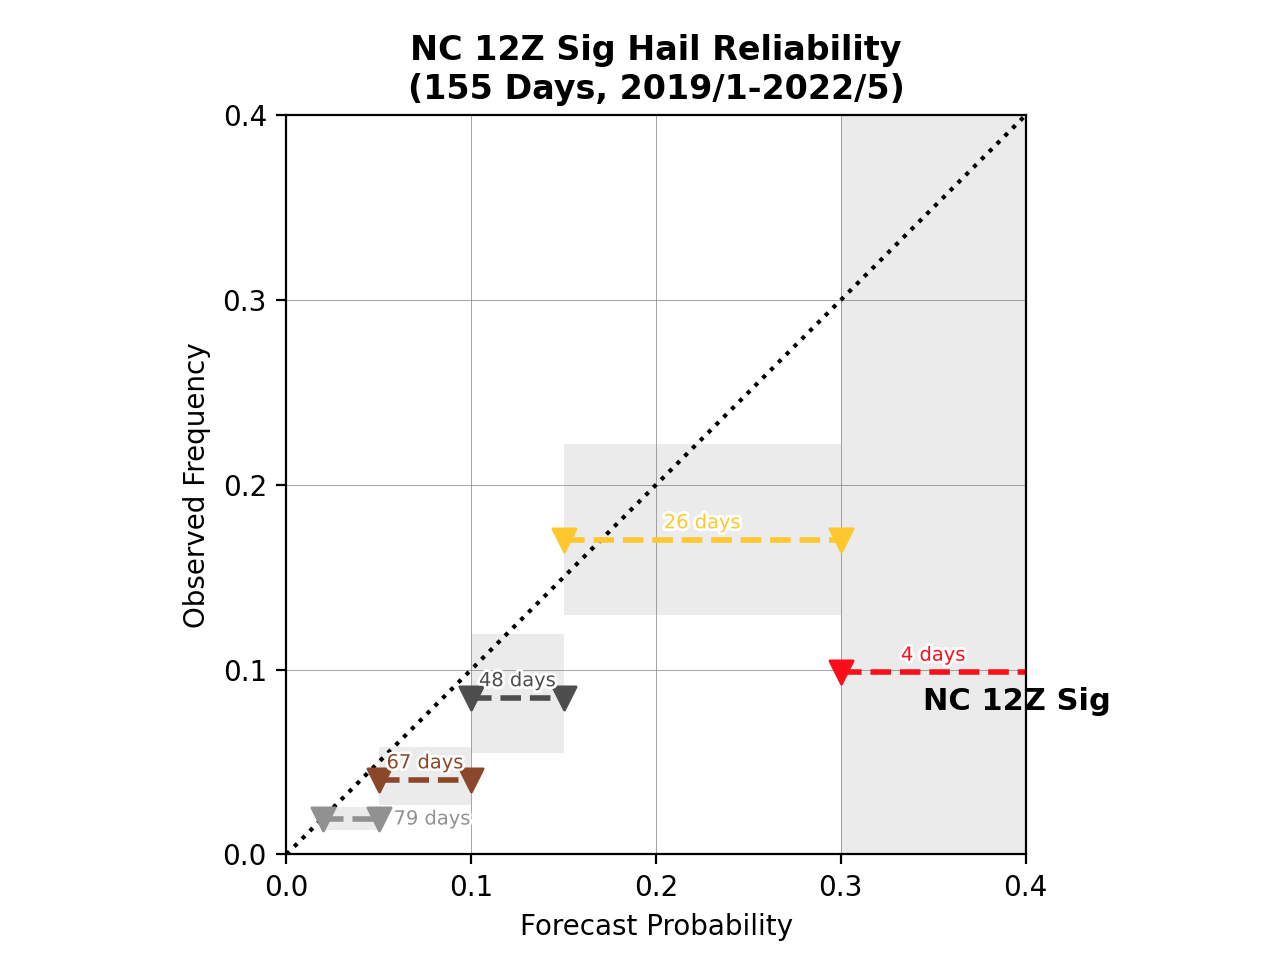 NC 12Z Sig Hail Reliability
(155 Days, 2019/1-2022/5)
0.4
0.3
0.2
0.1
0.0
Observed Frequency
26 days
4 days
NC 12Z Sig
48 days
67 days
79 days
0.0 0.1 0.2 0.3 0.4
Forecast Probability